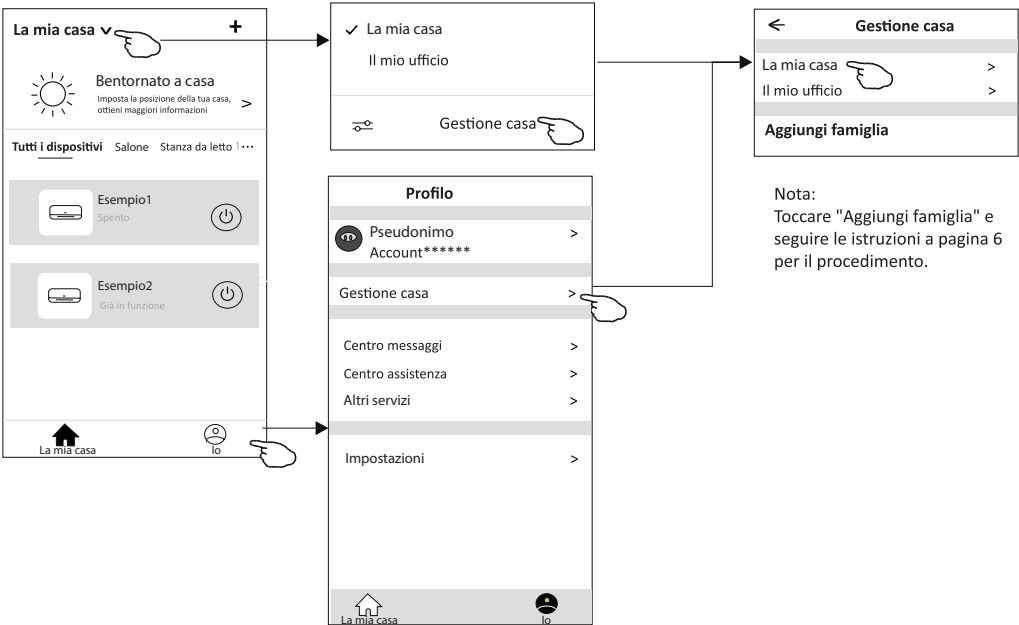 La mia casa
+
Bentornato a casa
Imposta la posizione della tua casa,
ottieni maggiori informazioni
>
Tutti i dispositivi Salone Stanza da letto 1...
Esempio1
Spento
Esempio2
Già in funzione
La mia casa
Io
✓ La mia casa
Il mio ufficio
Gestione casa
Profilo
Pseudonimo >
Account******
Gestione casa >
Centro messaggi >
Centro assistenza >
Altri servizi >
Impostazioni >
La mia casa
Io
← Gestione casa
La mia casa >
Il mio ufficio >
Aggiungi famiglia
Nota:
Toccare "Aggiungi famiglia" e
seguire le istruzioni a pagina 6
per il procedimento.